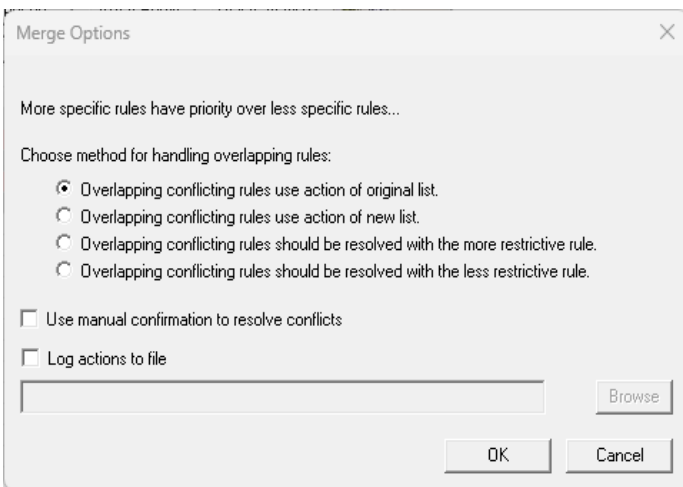 Merge Options
More specific rules have priority over less specific rules...
Choose method for handling overlapping rules:
Overlapping conflicting rules use action of original list.
Overlapping conflicting rules use action of new list.
Overlapping conflicting rules should be resolved with the more restrictive rule.
Overlapping conflicting rules should be resolved with the less restrictive rule.
Use manual confirmation to resolve conflicts
Log actions to file
Browse
OK Cancel